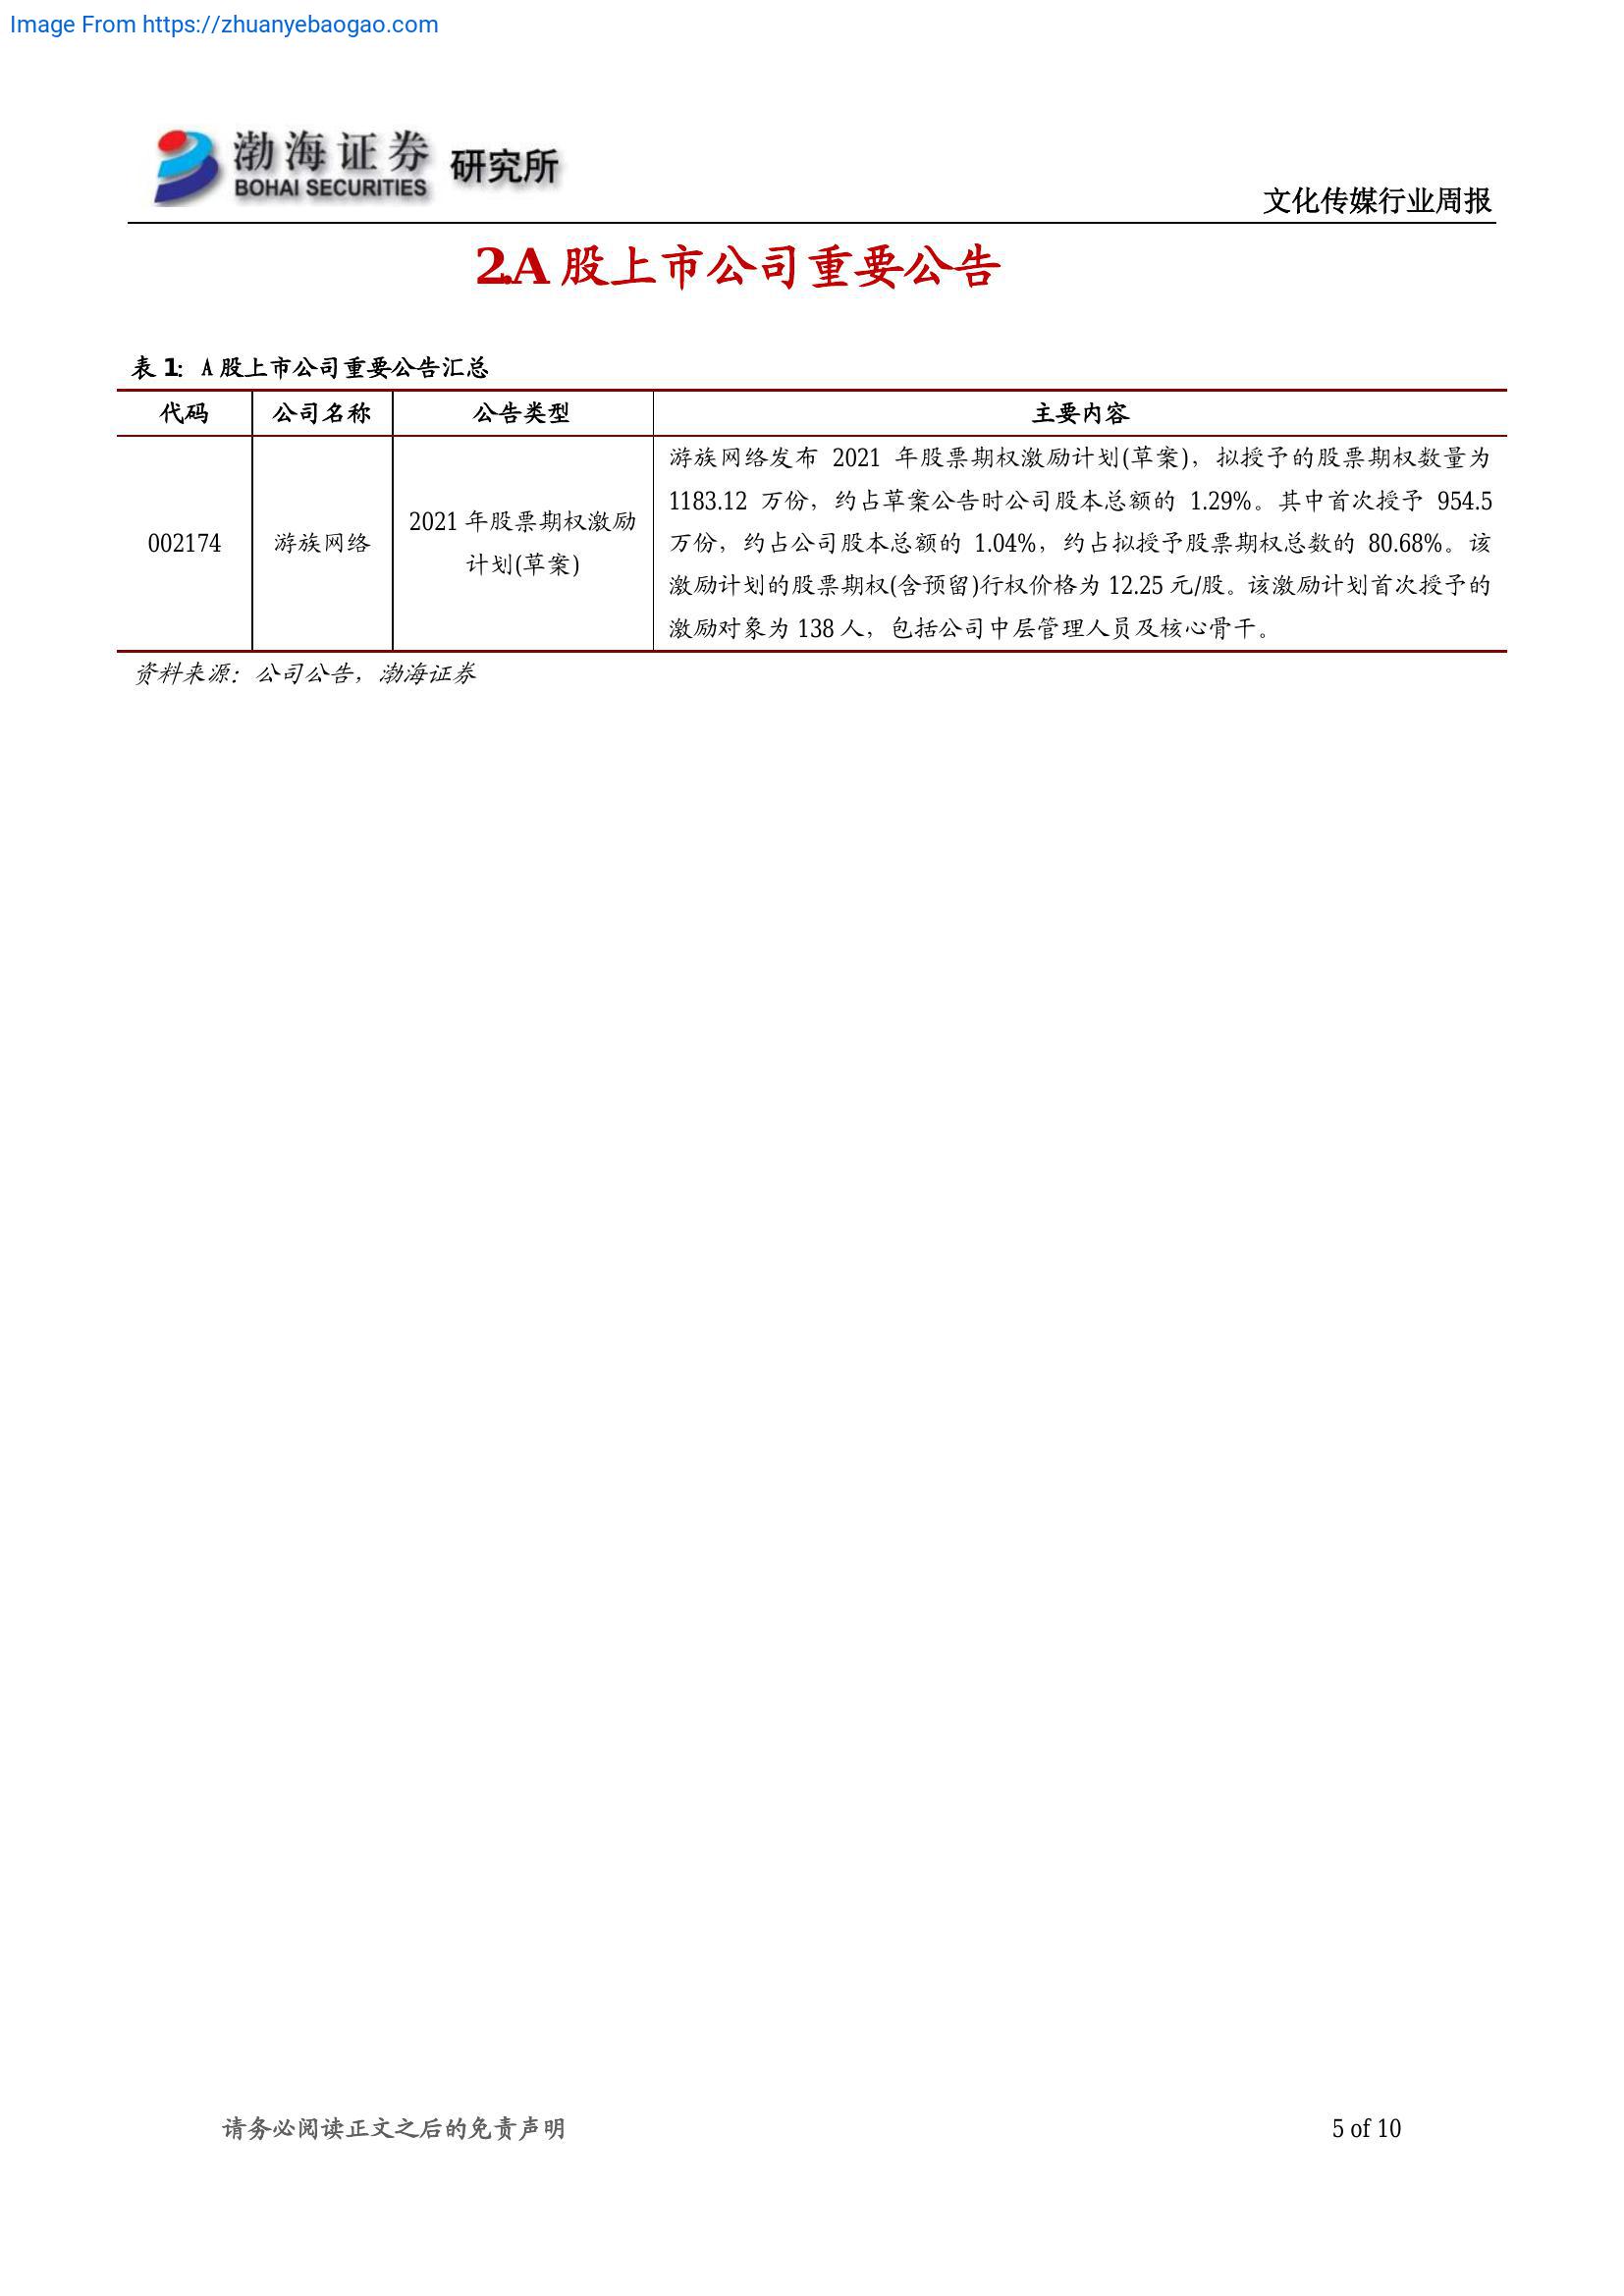 Image From https://zhuanyebaogao.com
渤海证券 研究所
BOHAI SECURITIES
文化传媒行业周报
2.A 股上市公司重要公告
表 1: A 股上市公司重要公告汇总
代码 公司名称 公告类型 主要内容
002174 游族网络 2021 年股票期权激励
计划(草案)
游族网络发布 2021 年股票期权激励计划(草案)，拟授予的股票期权数量为
1183.12 万份，约占草案公告时公司股本总额的 1.29%。其中首次授予 954.5
万份，约占公司股本总额的 1.04%，约占拟授予股票期权总数的 80.68%。该
激励计划的股票期权(含预留)行权价格为 12.25 元/股。该激励计划首次授予的
激励对象为 138 人，包括公司中层管理人员及核心骨干。
资料来源：公司公告，渤海证券
请务必阅读正文之后的免责声明 5 of 10